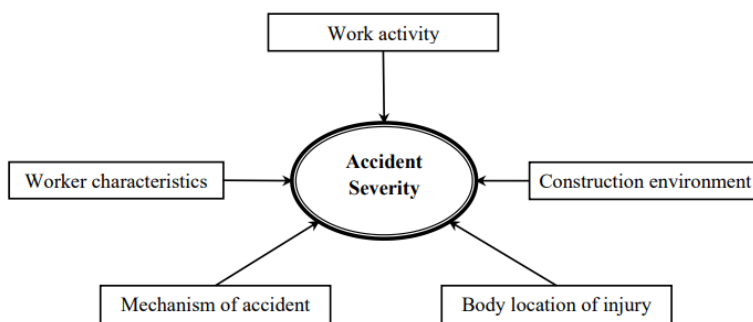 Work activity
Accident
Severity
Worker characteristics
Construction environment
Mechanism of accident
Body location of injury